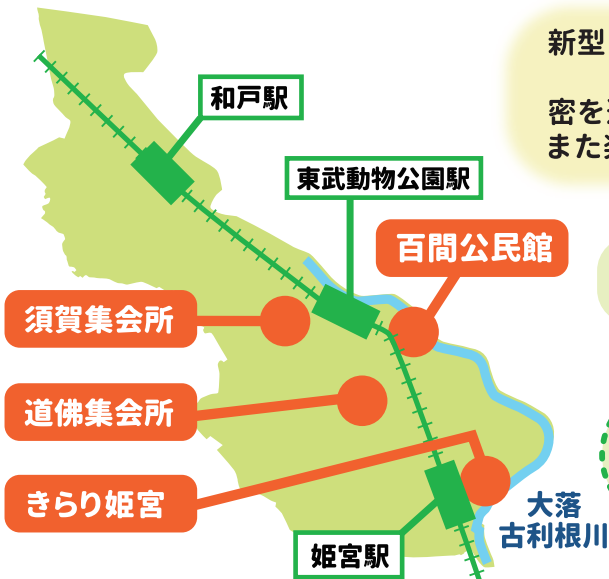 新型
密を
また
和戸駅
東武動物公園駅
百間公民館
須賀集会所
道佛集会所
きらり姫宮
姫宮駅
大落
古利根川